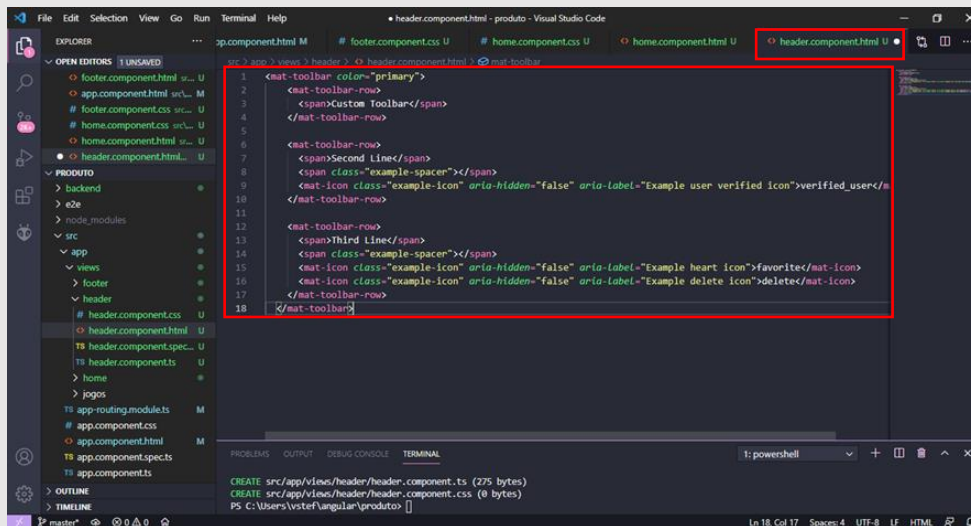 File Edit Selection View Go Run Terminal Help
● header.component.html - produto - Visual Studio Code
EXPLORER
pp.component.html M
# footer.component.css U
# home.component.css U
<> home.component.html U
<> header.component.html U ●
OPEN EDITORS 1 UNSAVED
<> footer.component.html sr... U
<> app.component.html src\... M
# footer.component.css src... U
# home.component.css src\... U
<> home.component.html sr... U
● <> header.component.html... U
PRODUTO
> backend
> e2e
> node_modules
src
app
views
> footer
header
# header.component.css U
<> header.component.html U
TS header.component.spec... U
TS header.component.ts U
> home
> jogos
TS app-routing.module.ts M
# app.component.css
<> app.component.html M
TS app.component.spec.ts
TS app.component.ts
> OUTLINE
> TIMELINE
src > app > views > header > <> header.component.html > mat-toolbar
1 <mat-toolbar color="primary">
2 <mat-toolbar-row>
3 <span>Custom Toolbar</span>
4 </mat-toolbar-row>
5
6 <mat-toolbar-row>
7 <span>Second Line</span>
8 <span class="example-spacer"></span>
9 <mat-icon class="example-icon" aria-hidden="false" aria-label="Example user verified icon">verified_user</m
10 </mat-toolbar-row>
11
12 <mat-toolbar-row>
13 <span>Third Line</span>
14 <span class="example-spacer"></span>
15 <mat-icon class="example-icon" aria-hidden="false" aria-label="Example heart icon">favorite</mat-icon>
16 <mat-icon class="example-icon" aria-hidden="false" aria-label="Example delete icon">delete</mat-icon>
17 </mat-toolbar-row>
18 </mat-toolbar>
PROBLEMS OUTPUT DEBUG CONSOLE TERMINAL
1: powershell
CREATE src/app/views/header/header.component.ts (275 bytes)
CREATE src/app/views/header/header.component.css (0 bytes)
PS C:\Users\vstef\angular\produto>
master* 0 0 Ln 18, Col 17 Spaces: 4 UTF-8 LF HTML